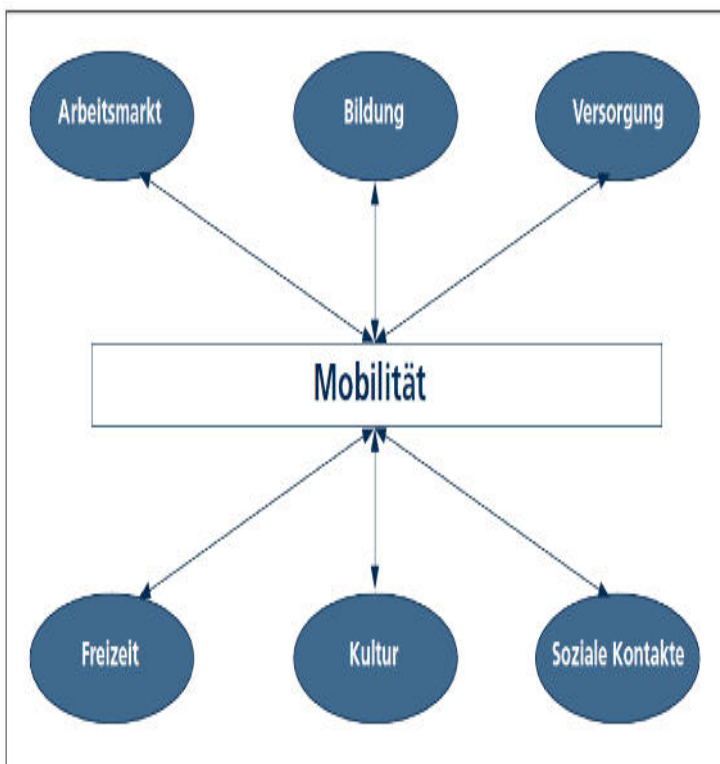 Arbeitsmarkt
Bildung
Versorgung
Mobilität
Freizeit
Kultur
Soziale Kontakte